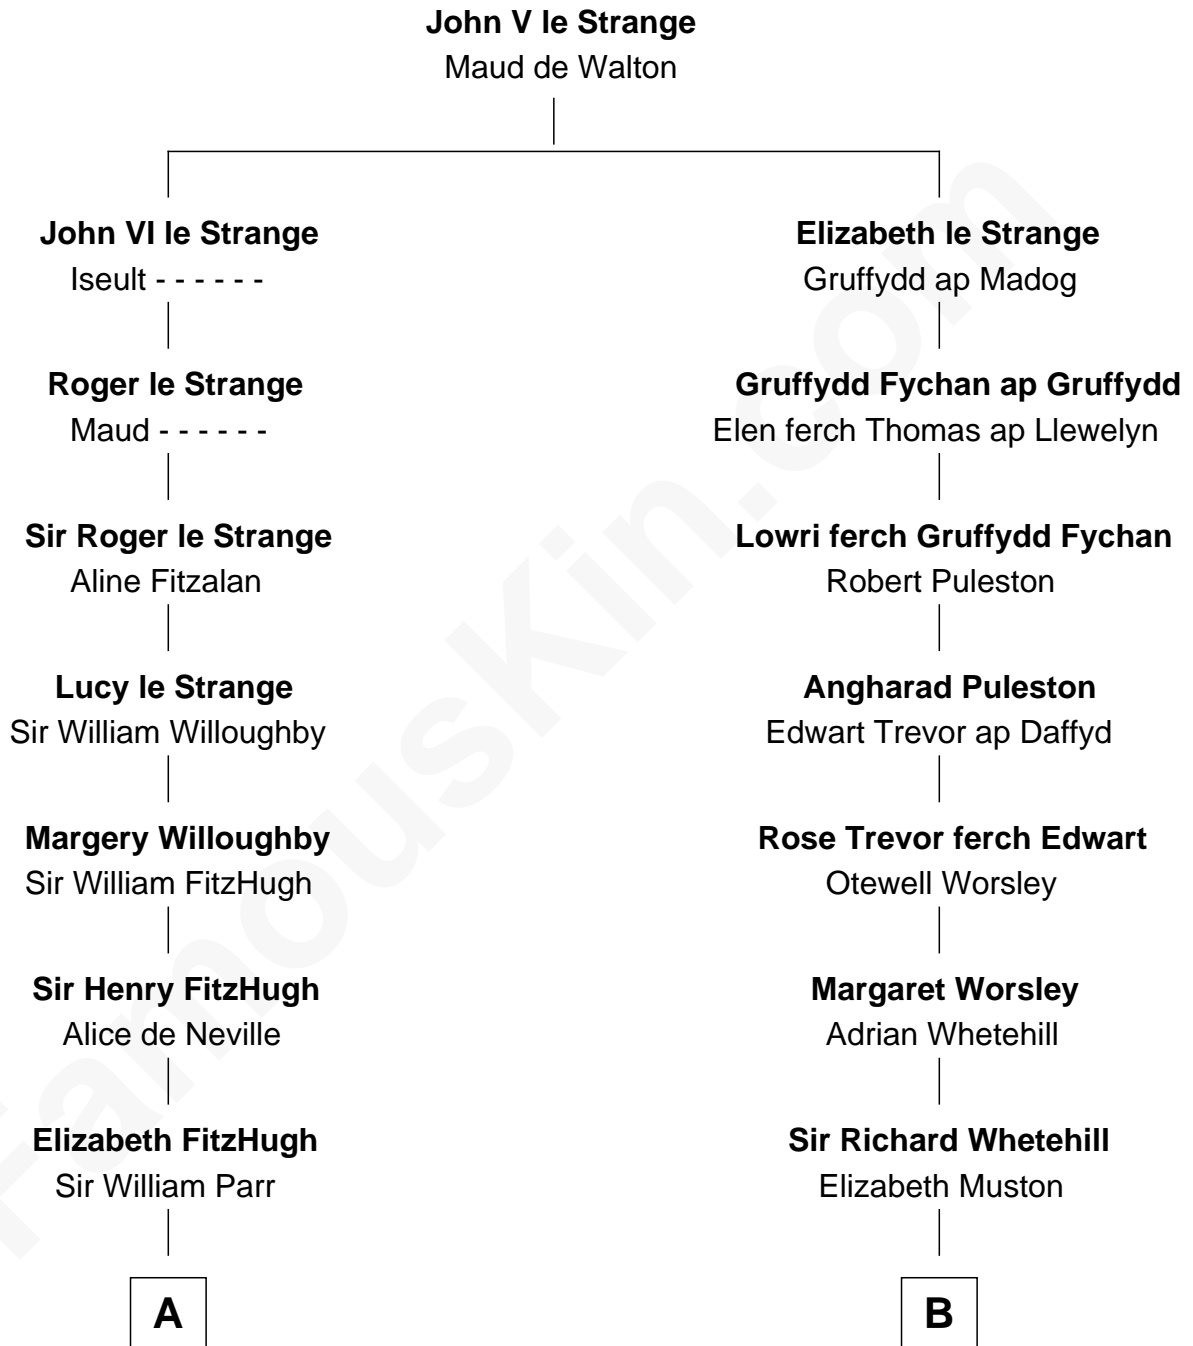 John V le Strange
Maud de Walton
John VI le Strange
Iseult - - - - - -
Roger le Strange
Maud - - - - - -
Sir Roger le Strange
Aline Fitzalan
Lucy le Strange
Sir William Willoughby
Margery Willoughby
Sir William FitzHugh
Sir Henry FitzHugh
Alice de Neville
Elizabeth FitzHugh
Sir William Parr
A
Elizabeth le Strange
Gruffydd ap Madog
Gruffydd Fychan ap Gruffydd
Elen ferch Thomas ap Llewelyn
Lowri ferch Gruffydd Fychan
Robert Puleston
Angharad Puleston
Edwart Trevor ap Daffyd
Rose Trevor ferch Edwart
Otewell Worsley
Margaret Worsley
Adrian Whetehill
Sir Richard Whetehill
Elizabeth Muston
B
FamousKin.com